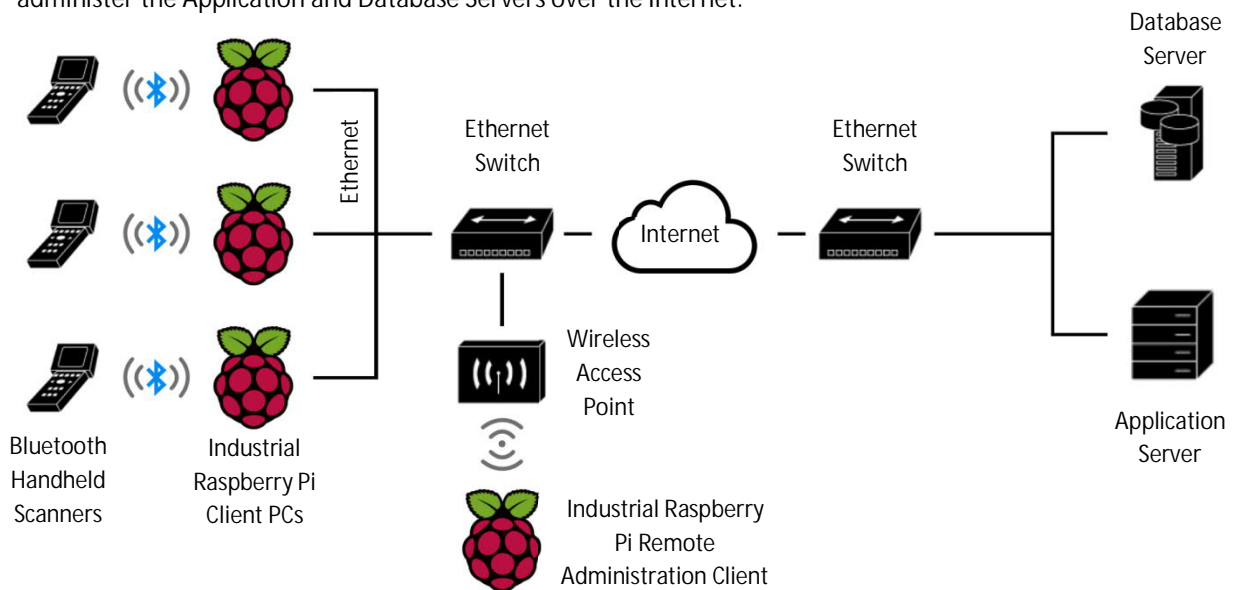 administer the Application and Database Servers over the Internet.
Database
Server
Ethernet
Ethernet
Switch
Ethernet
Switch
Internet
Wireless
Access
Point
Application
Server
Bluetooth
Handheld
Scanners
Industrial
Raspberry Pi
Client PCs
Industrial Raspberry
Pi Remote
Administration Client